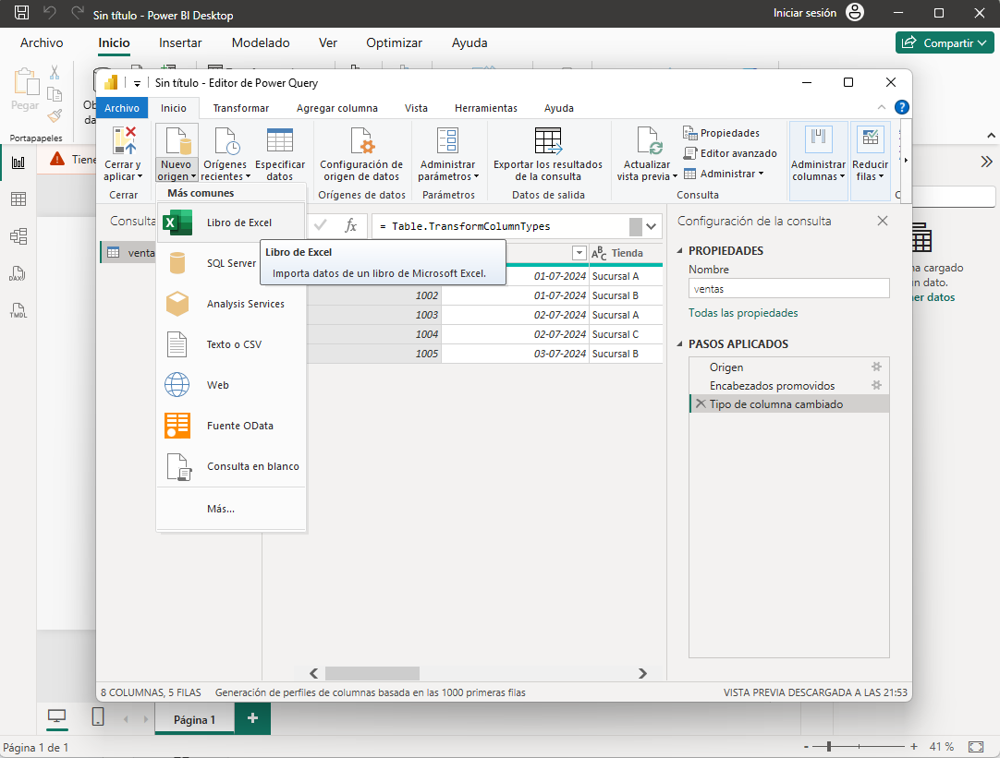 Sin título - Power BI Desktop
Iniciar sesión
Archivo Inicio Insertar Modelado Ver Optimizar Ayuda
Compartir
Pegar
Portapapeles
Sin título - Editor de Power Query
Archivo Inicio Transformar Agregar columna Vista Herramientas Ayuda
Cerrar y
aplicar
Nuevo
origen
Orígenes
recientes
Especificar
datos
Configuración de
origen de datos
Administrar
parámetros
Exportar los resultados
de la consulta
Actualizar
vista previa
Propiedades
Editor avanzado
Administrar
Administrar
columnas
Reducir
filas
Cerrar
Orígenes de datos
Parámetros
Datos de salida
Consulta
Más comunes
Libro de Excel
SQL Server
Analysis Services
Texto o CSV
Web
Fuente OData
Consulta en blanco
Más...
Libro de Excel
Importa datos de un libro de Microsoft Excel.
fx
= Table.TransformColumnTypes
ABC Tienda
01-07-2024 Sucursal A
1002 01-07-2024 Sucursal B
1003 02-07-2024 Sucursal A
1004 02-07-2024 Sucursal C
1005 03-07-2024 Sucursal B
Configuración de la consulta
PROPIEDADES
Nombre
ventas
Todas las propiedades
PASOS APLICADOS
Origen
Encabezados promovidos
Tipo de columna cambiado
cargado
dato.
datos
DAX
TMDL
8 COLUMNAS, 5 FILAS Generación de perfiles de columnas basada en las 1000 primeras filas
VISTA PREVIA DESCARGADA A LAS 21:53
Página 1
Página 1 de 1
41 %